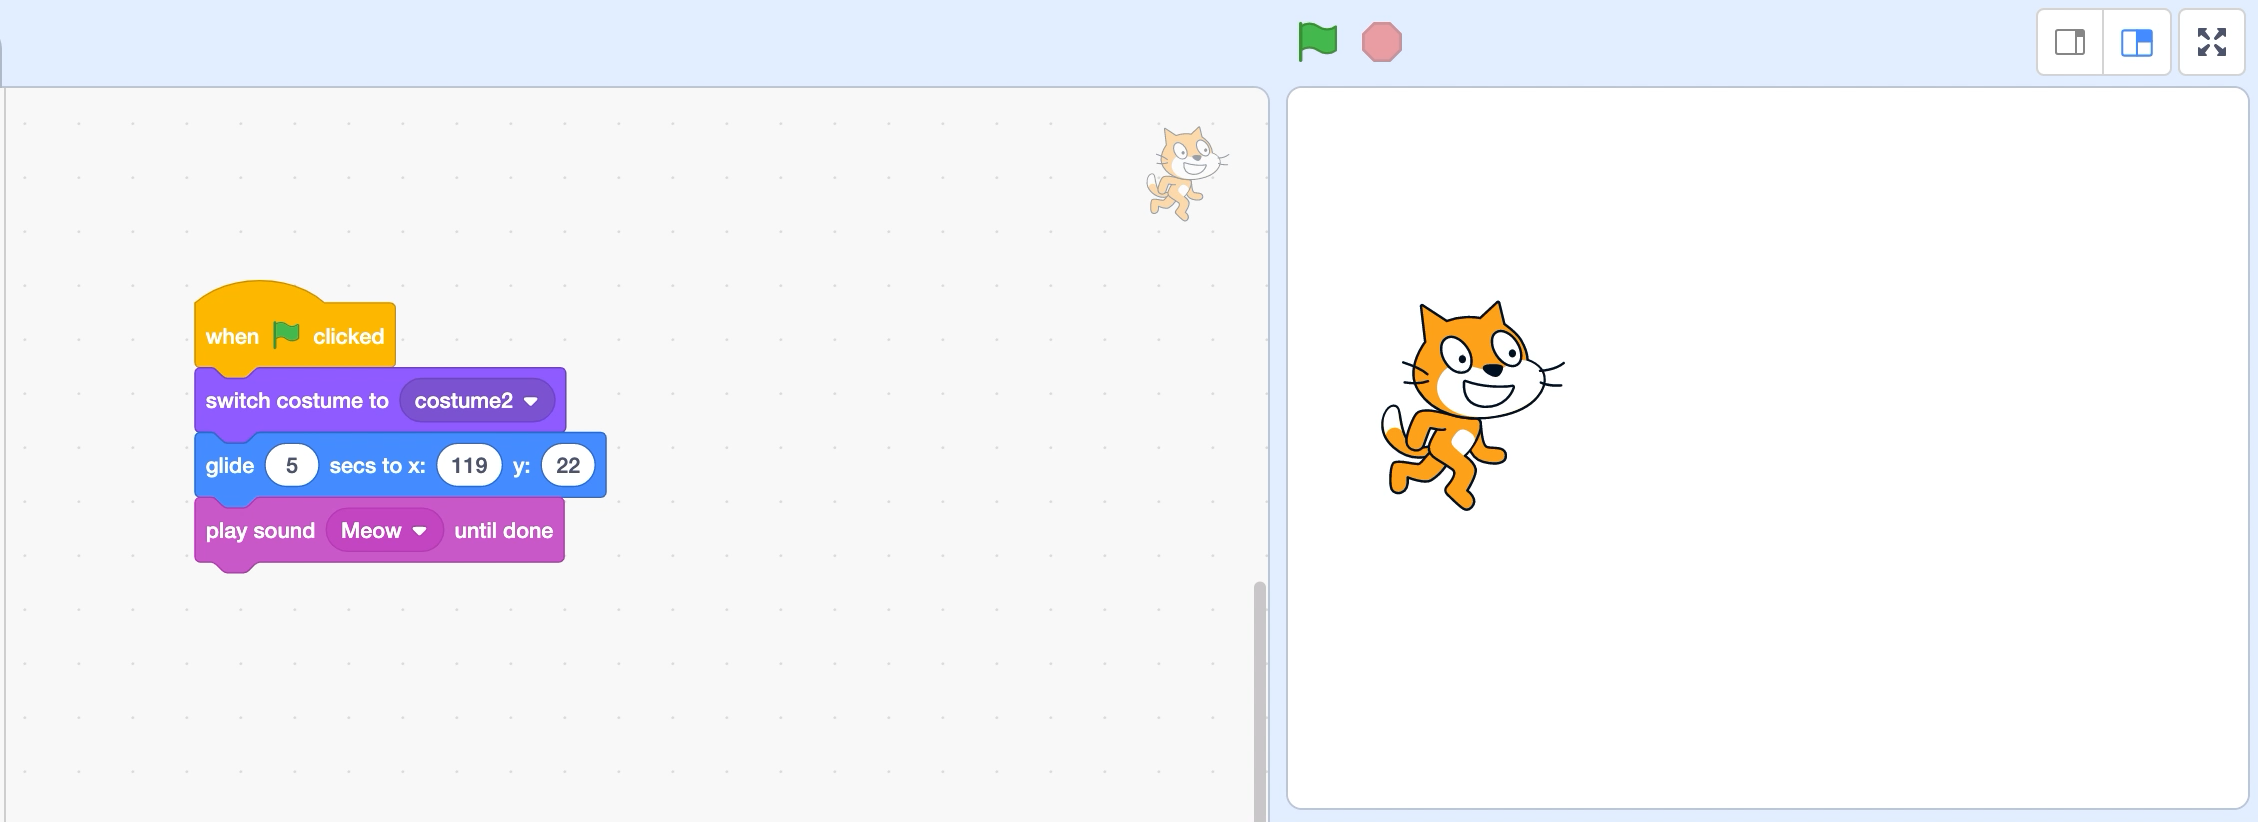 when clicked
switch costume to costume2
glide 5 secs to x: 119 y: 22
play sound Meow until done